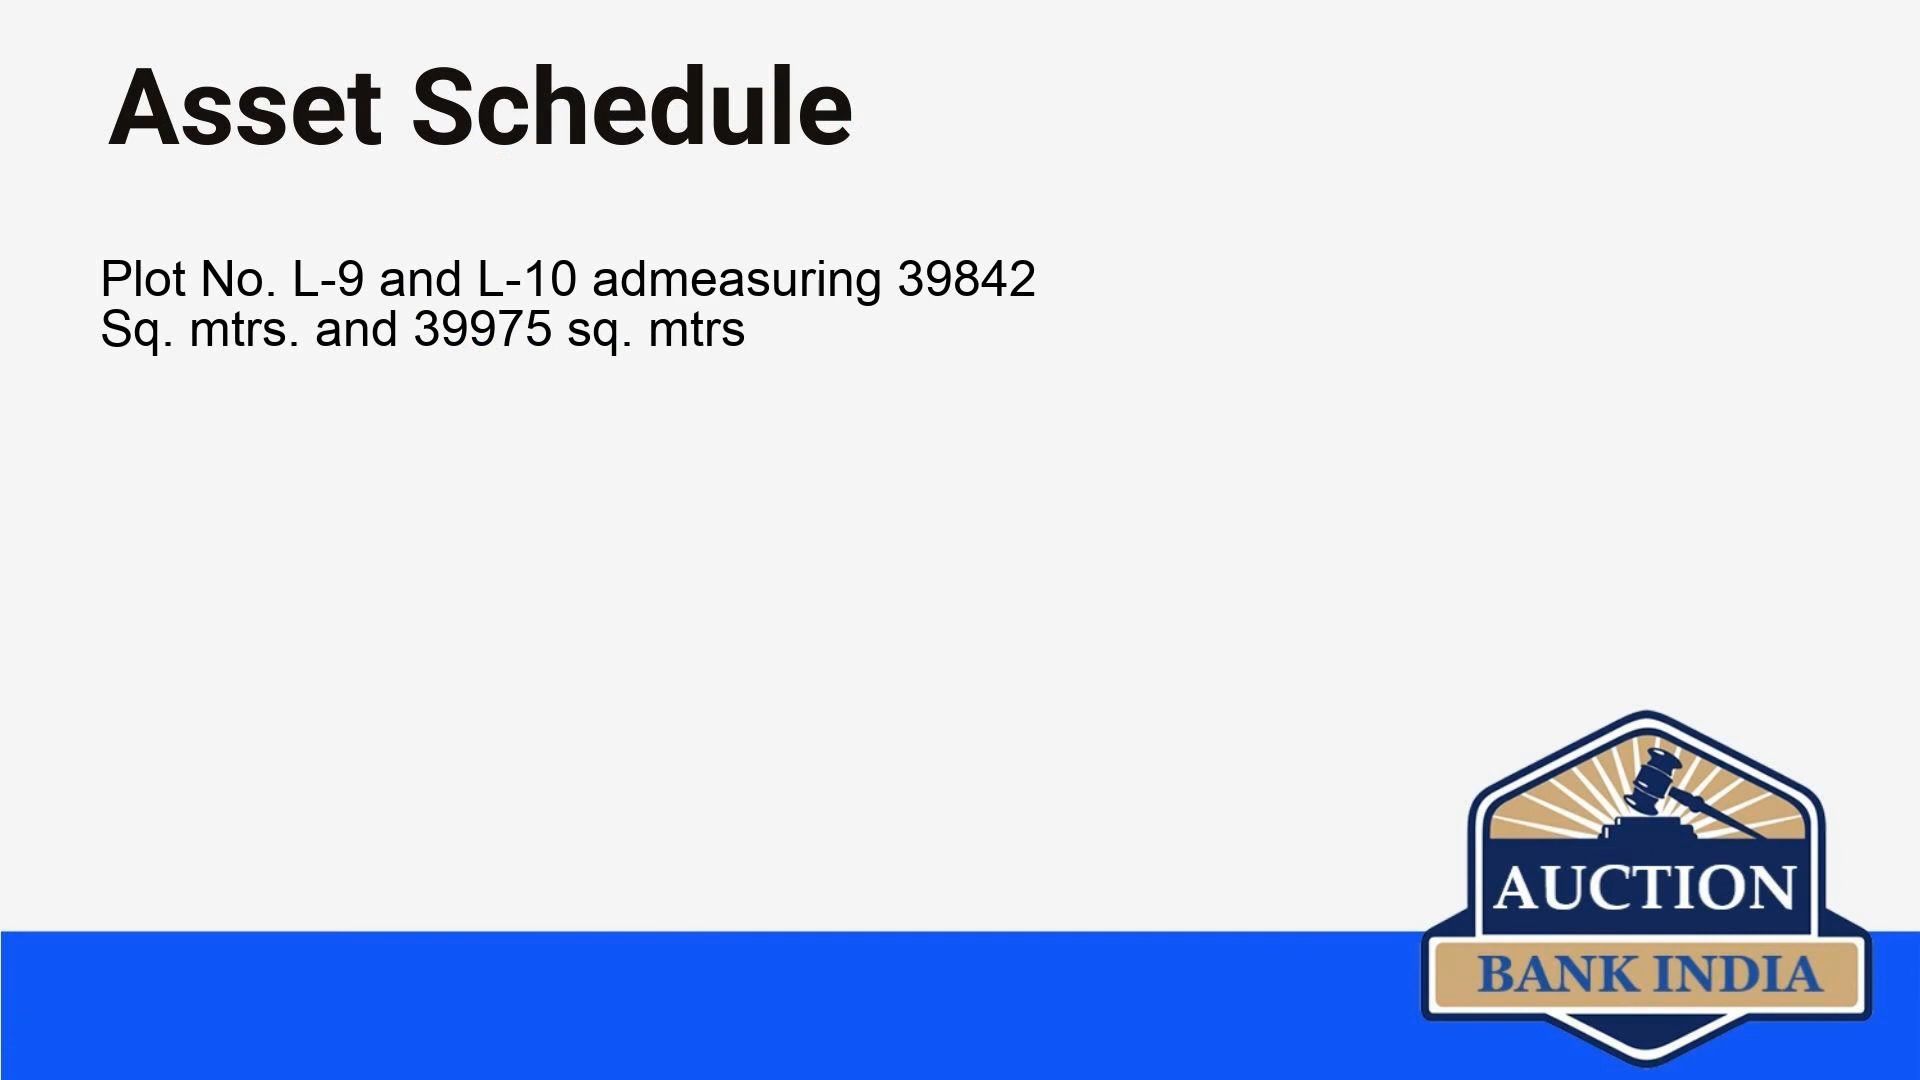 Asset Schedule
Plot No. L-9 and L-10 admeasuring 39842
Sq. mtrs. and 39975 sq. mtrs
AUCTION
BANK INDIA